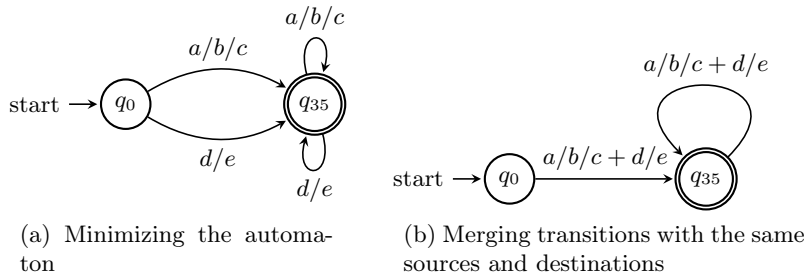 a/b/c
a/b/c
start
q0
q35
d/e
d/e
(a) Minimizing the automa-
ton
a/b/c + d/e
a/b/c + d/e
start
q0
q35
(b) Merging transitions with the same
sources and destinations